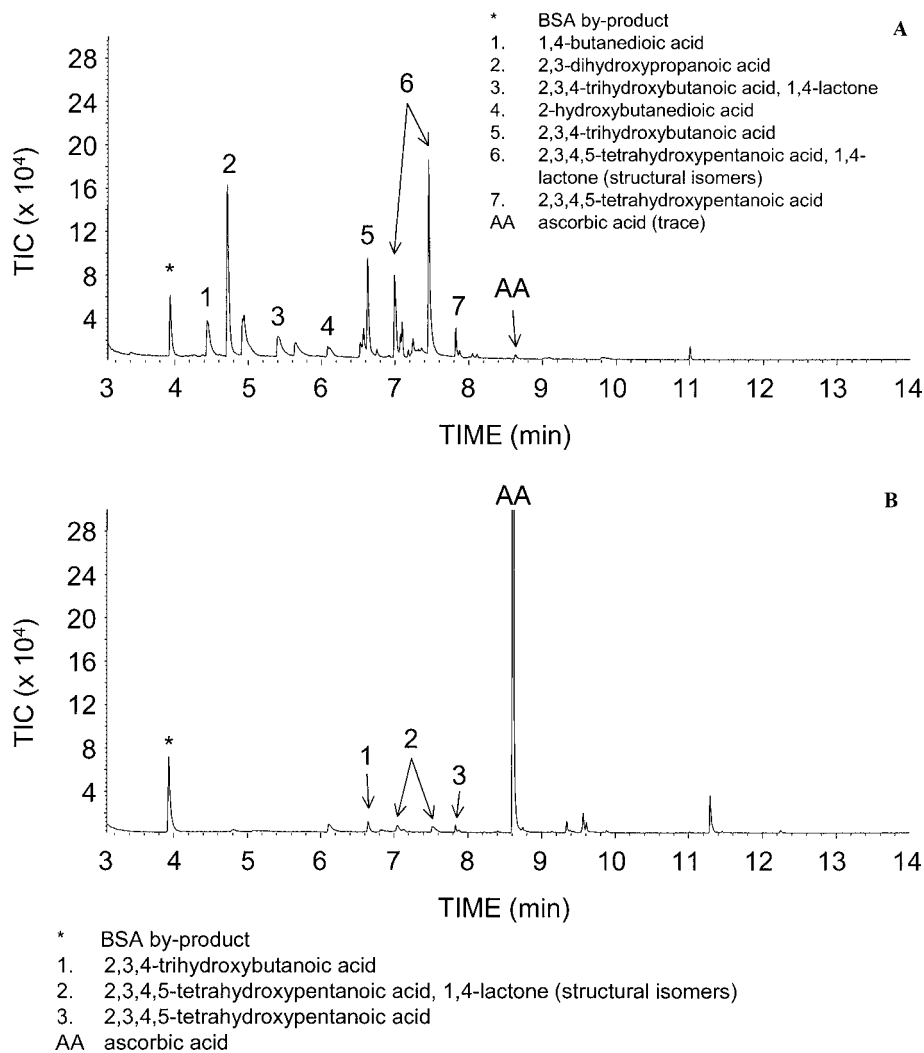 A
* BSA by-product
1. 1,4-butanedioic acid
2. 2,3-dihydroxypropanoic acid
3. 2,3,4-trihydroxybutanoic acid, 1,4-lactone
4. 2-hydroxybutanedioic acid
5. 2,3,4-trihydroxybutanoic acid
6. 2,3,4,5-tetrahydroxypentanoic acid, 1,4-
lactone (structural isomers)
7. 2,3,4,5-tetrahydroxypentanoic acid
AA ascorbic acid (trace)
TIC (x 10⁴)
28
24
20
16
12
8
4
* 1 2 3 4 5 6 7 AA
3 4 5 6 7 8 9 10 11 12 13 14
TIME (min)
B
TIC (x 10⁴)
28
24
20
16
12
8
4
* 1 2 3 AA
3 4 5 6 7 8 9 10 11 12 13 14
TIME (min)
* BSA by-product
1. 2,3,4-trihydroxybutanoic acid
2. 2,3,4,5-tetrahydroxypentanoic acid, 1,4-lactone (structural isomers)
3. 2,3,4,5-tetrahydroxypentanoic acid
AA ascorbic acid